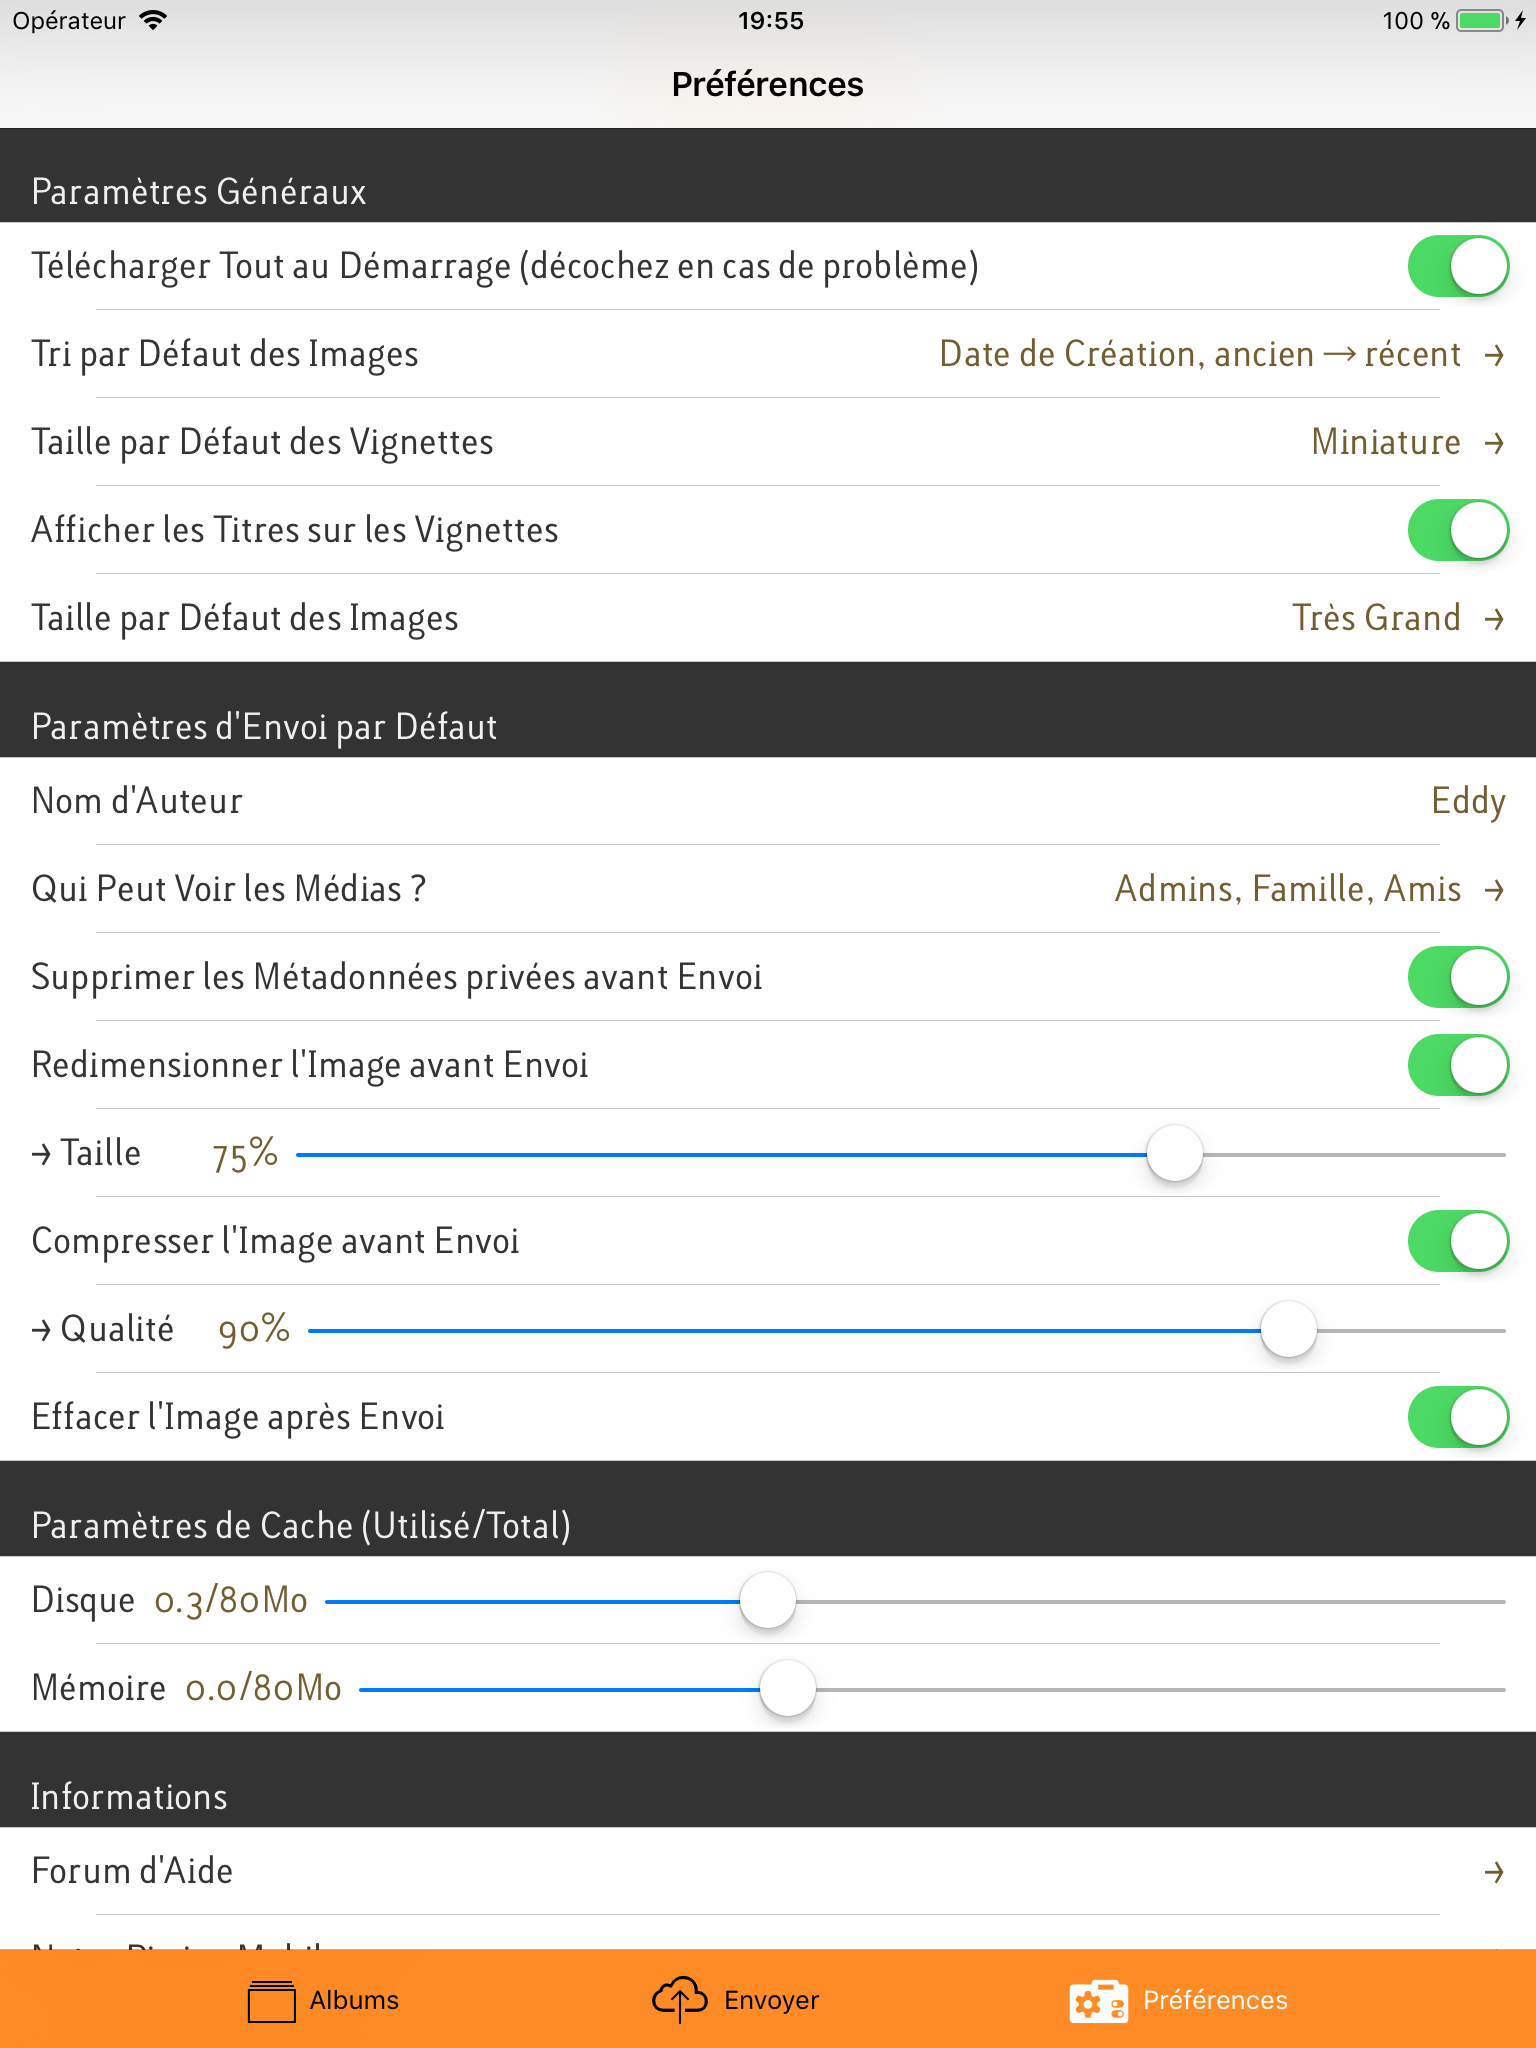 Opérateur 19:55 100 %
Préférences
Paramètres Généraux
Télécharger Tout au Démarrage (décochez en cas de problème)
Tri par Défaut des Images Date de Création, ancien → récent →
Taille par Défaut des Vignettes Miniature →
Afficher les Titres sur les Vignettes
Taille par Défaut des Images Très Grand →
Paramètres d'Envoi par Défaut
Nom d'Auteur Eddy
Qui Peut Voir les Médias ? Admins, Famille, Amis →
Supprimer les Métadonnées privées avant Envoi
Redimensionner l'Image avant Envoi
→ Taille 75%
Compresser l'Image avant Envoi
→ Qualité 90%
Effacer l'Image après Envoi
Paramètres de Cache (Utilisé/Total)
Disque 0.3/80Mo
Mémoire 0.0/80Mo
Informations
Forum d'Aide →
Albums Envoyer Préférences